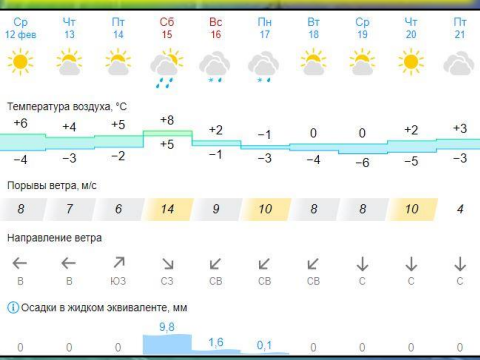 Ср Чт Пт Сб Вс Пн Вт Ср Чт Пт
12 фев 13 14 15 16 17 18 19 20 21
Температура воздуха, °C
+6 +4 +5 +8 +2 −1 0 0 +2 +3
−4 −3 −2 +5 −1 −3 −4 −6 −5 −3
Порывы ветра, м/с
8 7 6 14 9 10 8 8 10 4
Направление ветра
В В ЮЗ СЗ СВ СВ СВ С С С
Осадки в жидком эквиваленте, мм
0 0 0 9,8 1,6 0,1 0 0 0 0